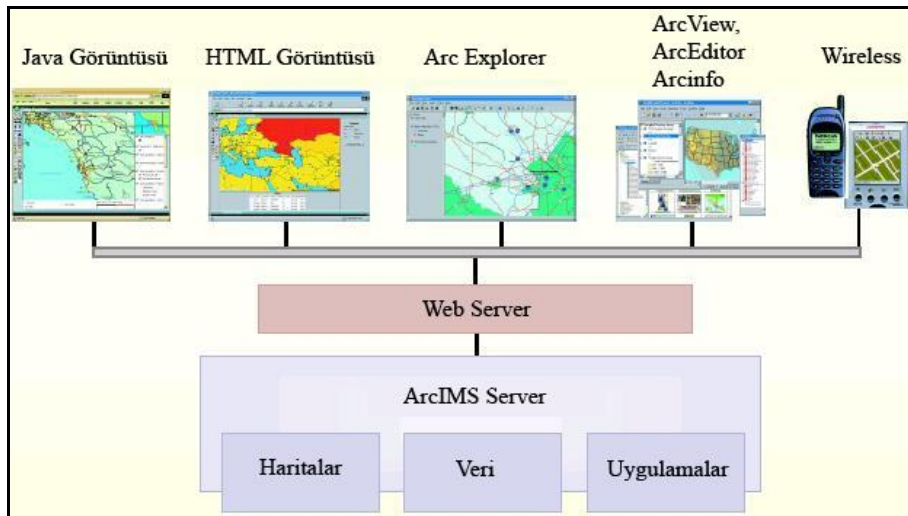 Java Görüntüsü
HTML Görüntüsü
Arc Explorer
ArcView,
ArcEditor
Arcinfo
Wireless
Web Server
ArcIMS Server
Haritalar
Veri
Uygulamalar